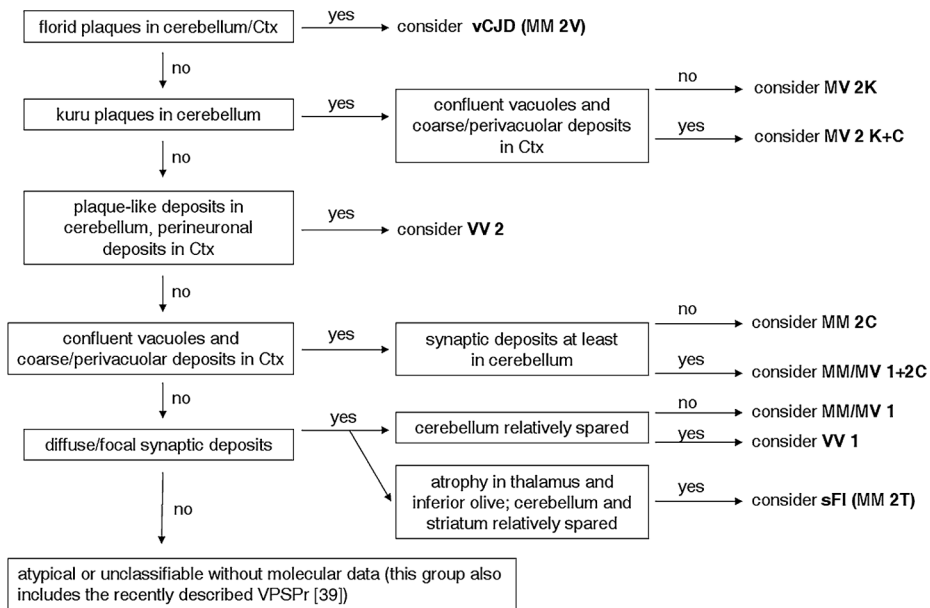 florid plaques in cerebellum/Ctx
yes
consider vCJD (MM 2V)
no
kuru plaques in cerebellum
yes
confluent vacuoles and
coarse/perivacuolar deposits
in Ctx
no
consider MV 2K
yes
consider MV 2 K+C
no
plaque-like deposits in
cerebellum, perineuronal
deposits in Ctx
yes
consider VV 2
no
confluent vacuoles and
coarse/perivacuolar deposits in Ctx
yes
synaptic deposits at least
in cerebellum
no
consider MM 2C
yes
consider MM/MV 1+2C
no
diffuse/focal synaptic deposits
yes
cerebellum relatively spared
no
consider MM/MV 1
yes
consider VV 1
atrophy in thalamus and
inferior olive; cerebellum and
striatum relatively spared
yes
consider sFI (MM 2T)
no
atypical or unclassifiable without molecular data (this group also
includes the recently described VPSPr [39])